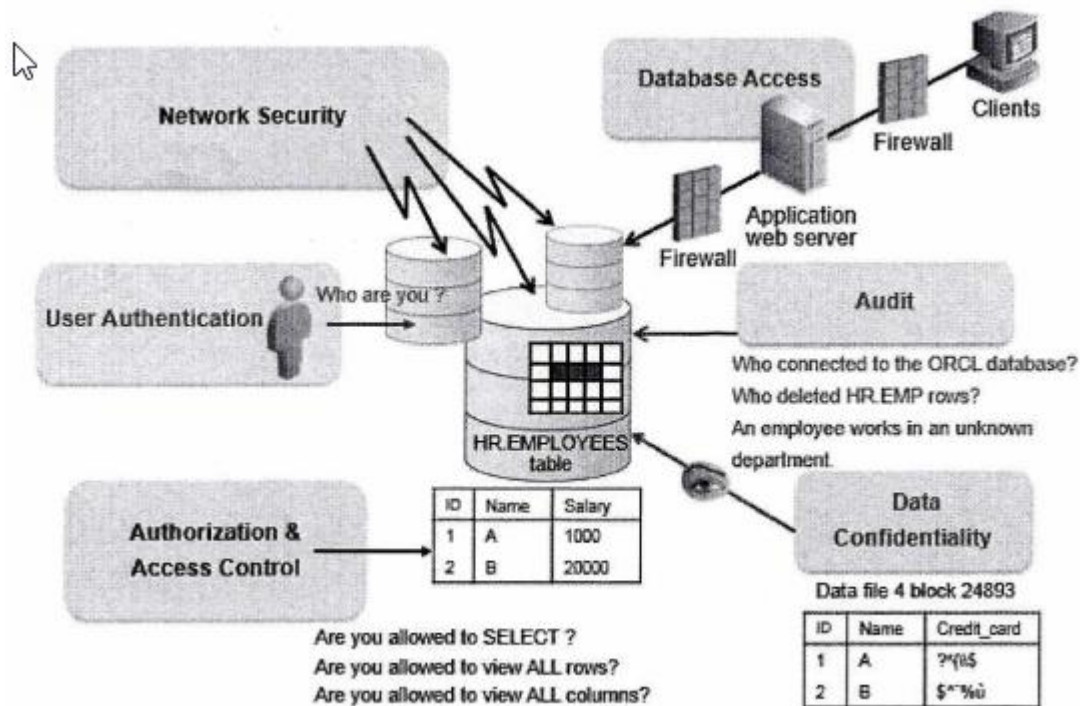 Network Security
Database Access
Clients
Firewall
Application
web server
Firewall
User Authentication
Who are you ?
Audit
Who connected to the ORCL database?
Who deleted HR.EMP rows?
An employee works in an unknown
department.
HR.EMPLOYEES
table
Authorization &
Access Control
ID Name Salary
1 A 1000
2 B 20000
Are you allowed to SELECT ?
Are you allowed to view ALL rows?
Are you allowed to view ALL columns?
Data
Confidentiality
Data file 4 block 24893
ID Name Credit_card
1 A
2 B